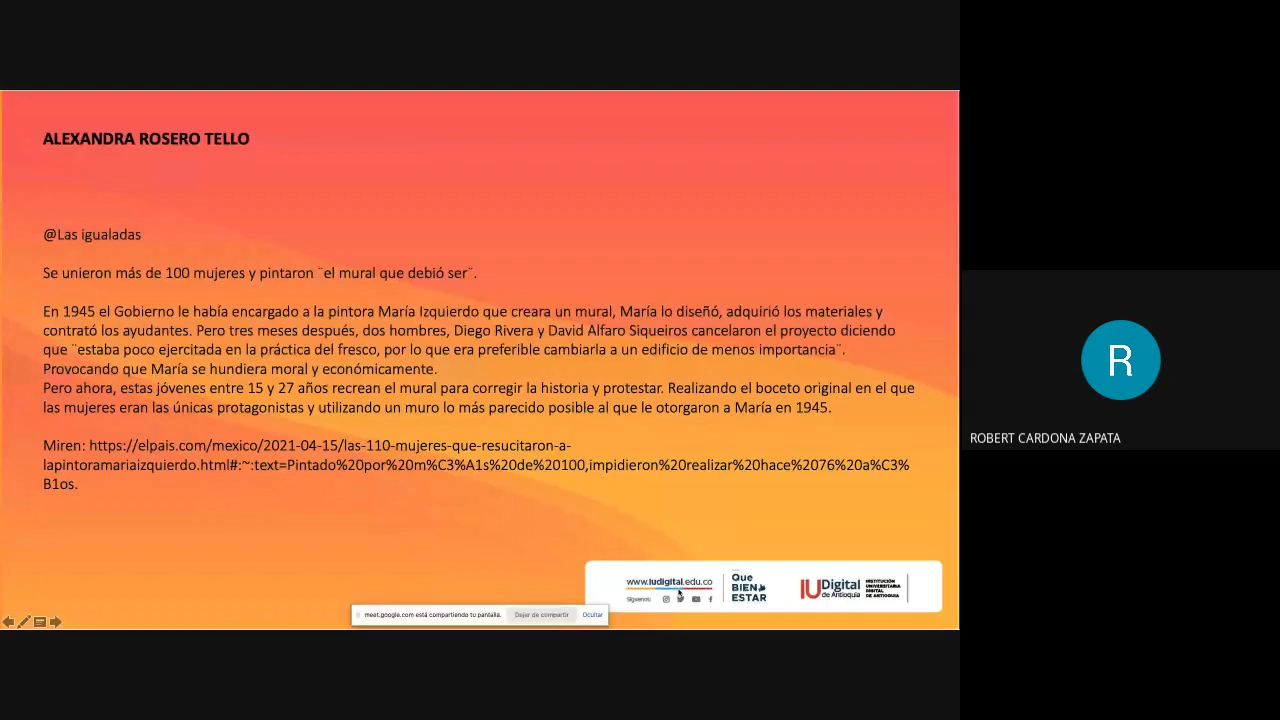 ALEXANDRA ROSERO TELLO
@Las igualadas
Se unieron más de 100 mujeres y pintaron ¨el mural que debió ser¨.
En 1945 el Gobierno le había encargado a la pintora María Izquierdo que creara un mural, María lo diseñó, adquirió los materiales y
contrató los ayudantes. Pero tres meses después, dos hombres, Diego Rivera y David Alfaro Siqueiros cancelaron el proyecto diciendo
que ¨estaba poco ejercitada en la práctica del fresco, por lo que era preferible cambiarla a un edificio de menos importancia¨.
Provocando que María se hundiera moral y económicamente.
Pero ahora, estas jóvenes entre 15 y 27 años recrean el mural para corregir la historia y protestar. Realizando el boceto original en el que
las mujeres eran las únicas protagonistas y utilizando un muro lo más parecido posible al que le otorgaron a María en 1945.
Miren: https://elpais.com/mexico/2021-04-15/las-110-mujeres-que-resucitaron-a-
lapintoramariaizquierdo.html#:~:text=Pintado%20por%20m%C3%A1s%20de%20100,impidieron%20realizar%20hace%2076%20a%C3%
B1os.
www.iudigital.edu.co
Síguenos:
Que
BIEN
ESTAR
IUDigital
de Antioquia
INSTITUCIÓN
UNIVERSITARIA
DIGITAL
DE ANTIOQUIA
meet.google.com está compartiendo tu pantalla.
Dejar de compartir
Ocultar
R
ROBERT CARDONA ZAPATA